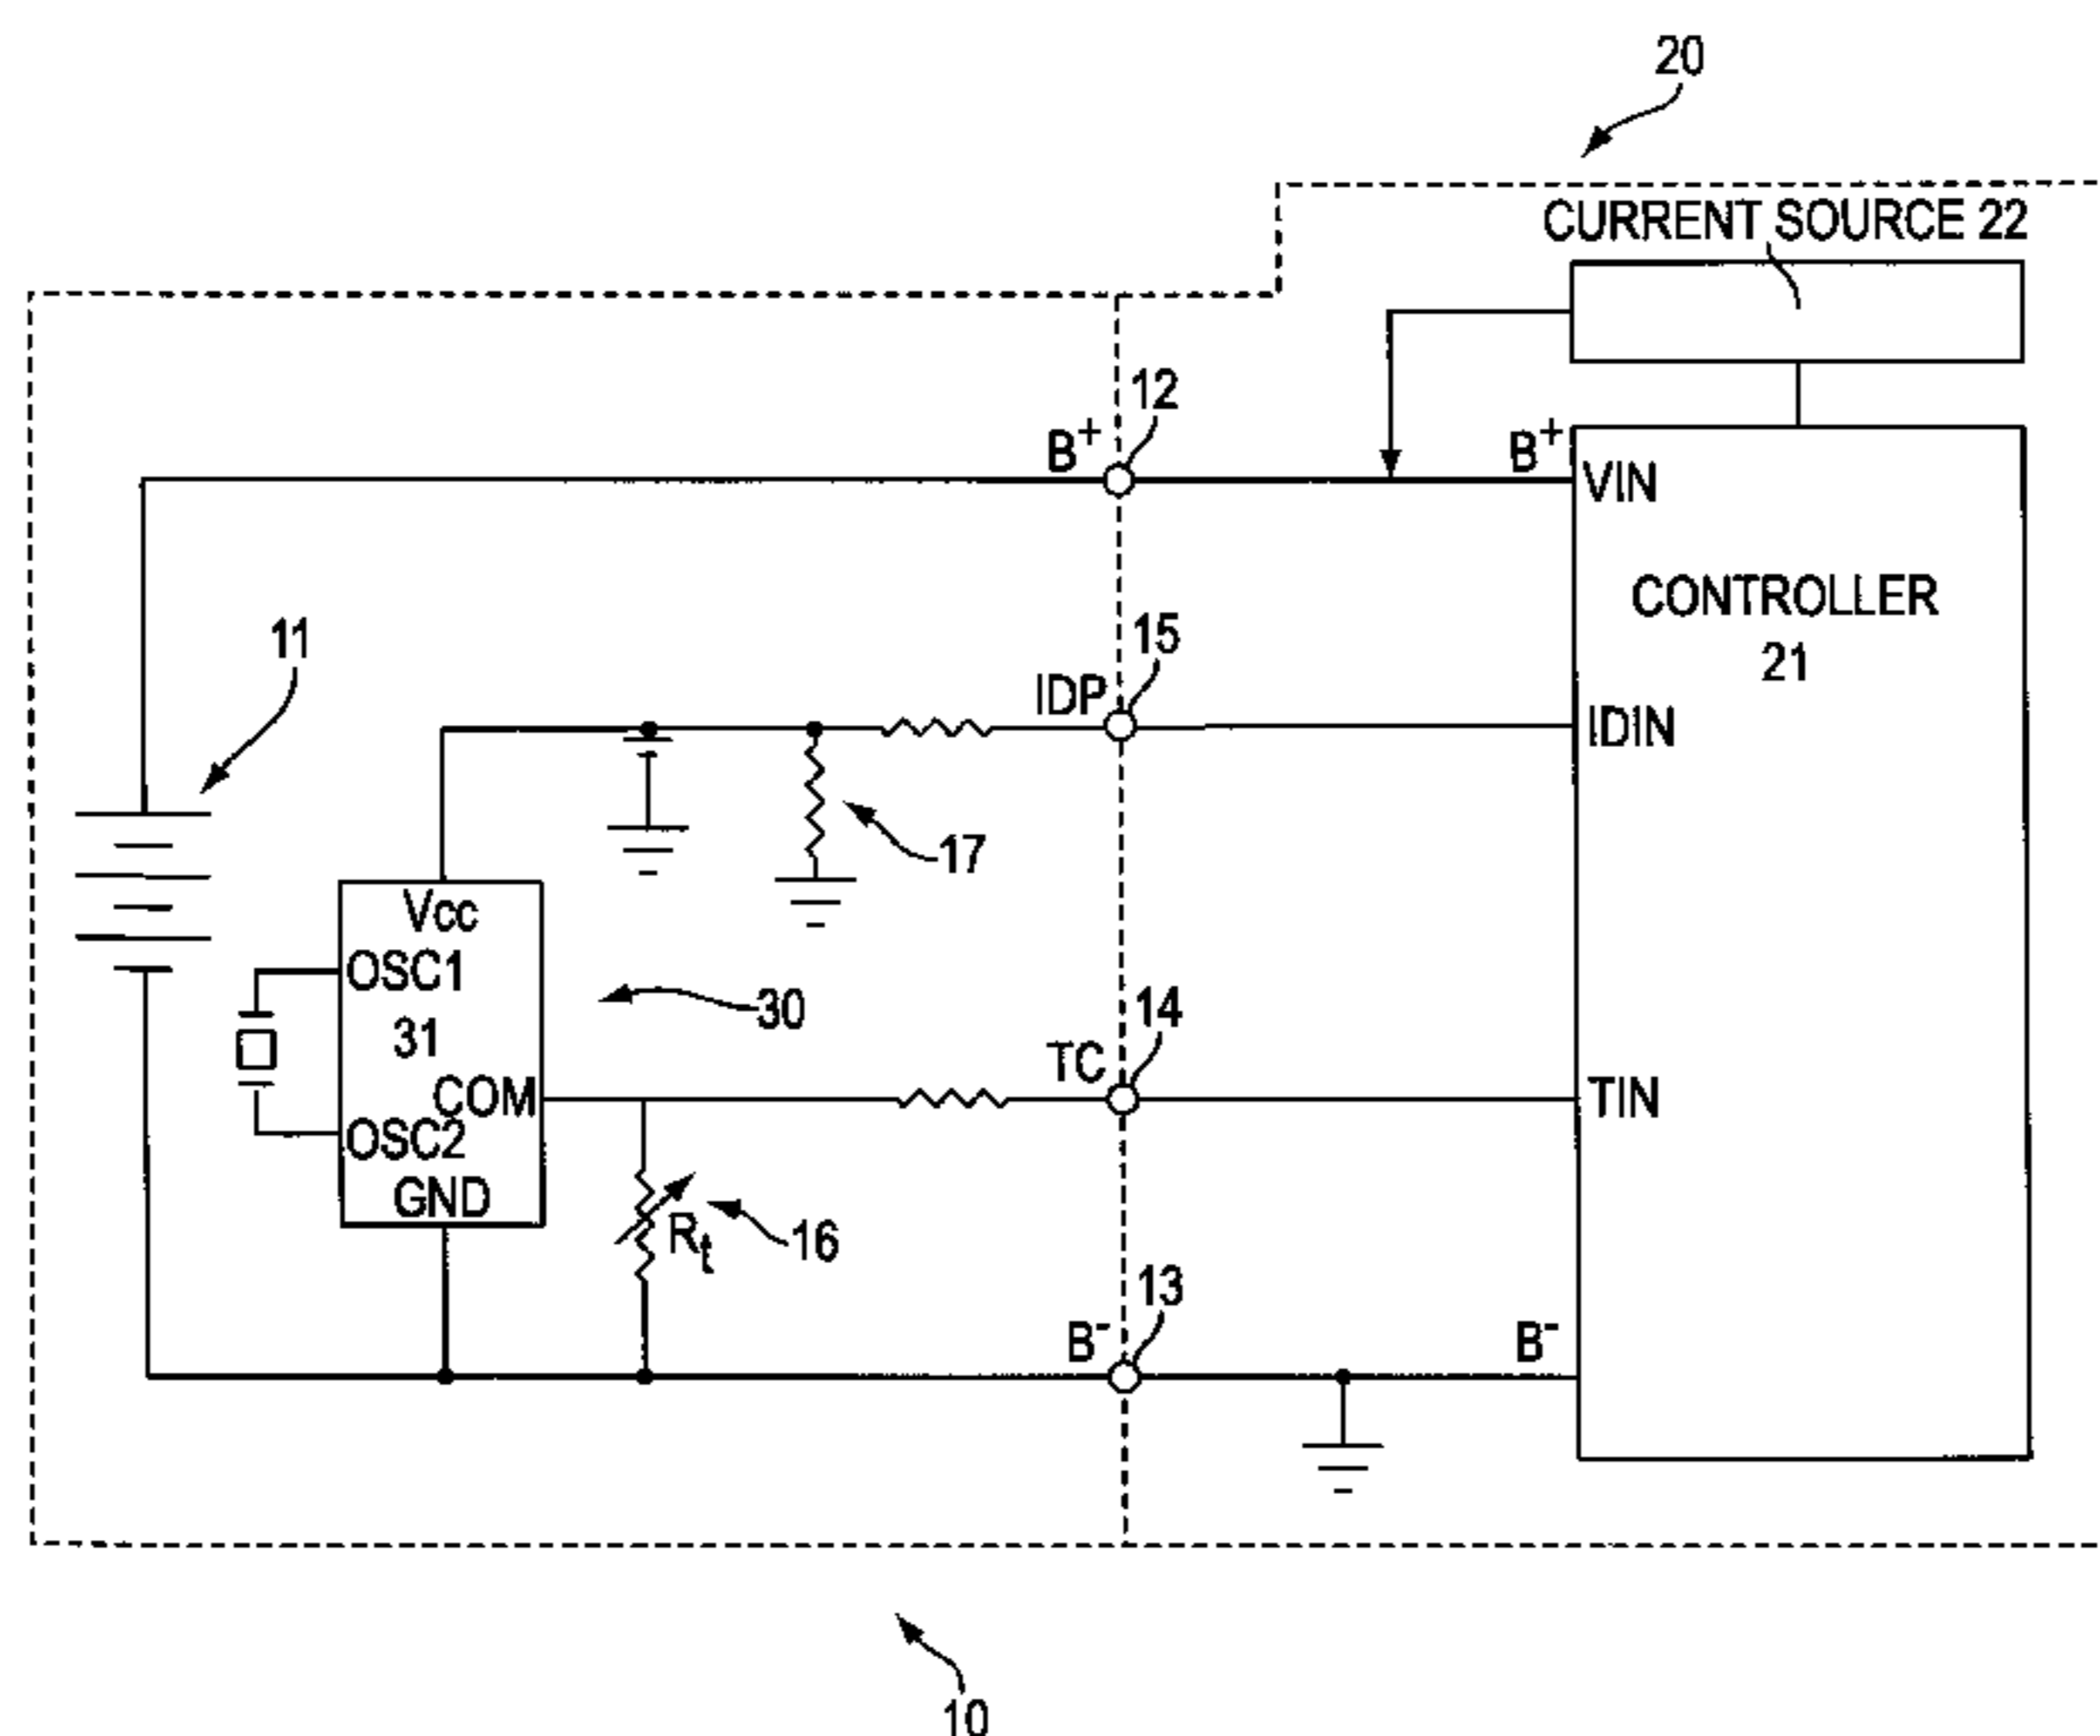 20
CURRENT SOURCE 22
12
B+
B+
VIN
CONTROLLER
21
11
15
IDP
IDIN
17
Vcc
OSC1
31
30
14
TC
COM
TIN
OSC2
GND
Rt
16
13
B-
B-
10